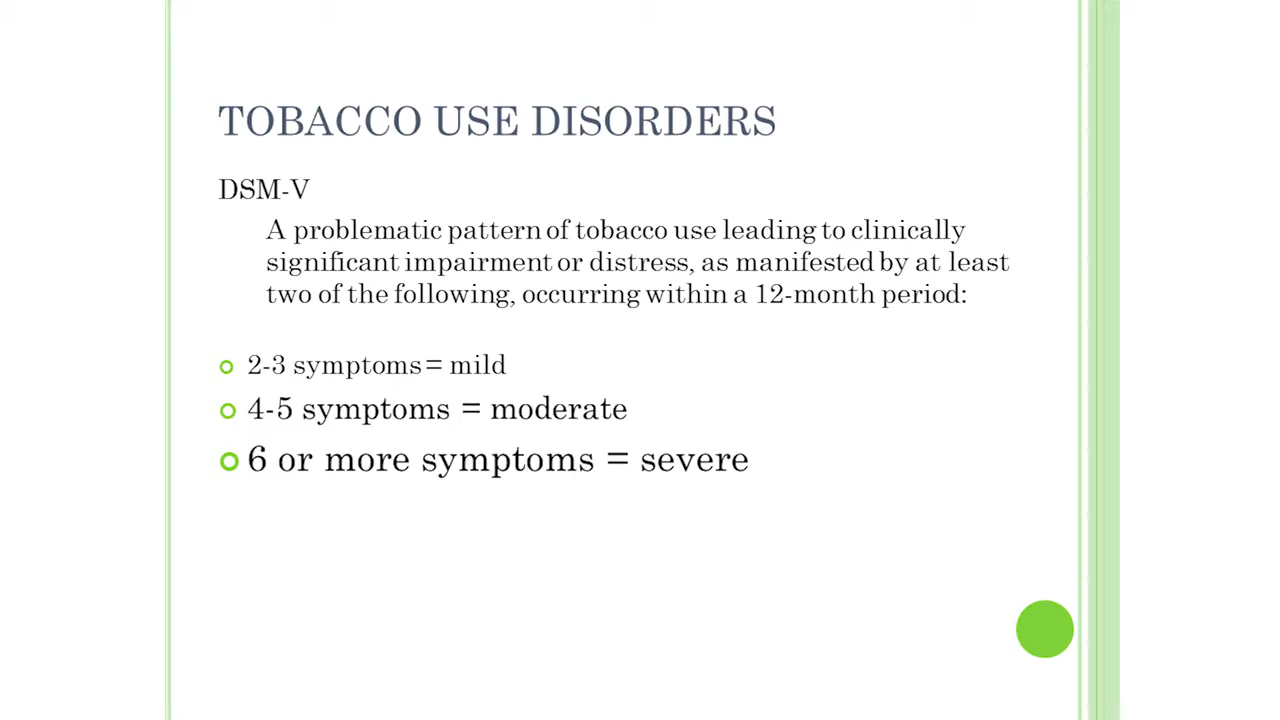 TOBACCO USE DISORDERS
DSM-V
A problematic pattern of tobacco use leading to clinically
significant impairment or distress, as manifested by at least
two of the following, occurring within a 12-month period:
2-3 symptoms = mild
4-5 symptoms = moderate
6 or more symptoms = severe